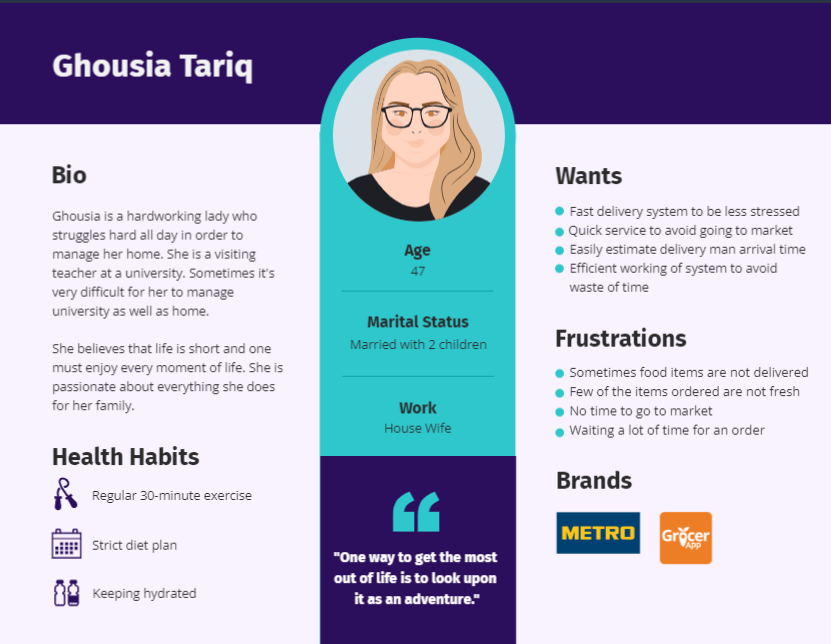 Ghousia Tariq
Bio
Ghousia is a hardworking lady who
struggles hard all day in order to
manage her home. She is a visiting
teacher at a university. Sometimes it's
very difficult for her to manage
university as well as home.
She believes that life is short and one
must enjoy every moment of life. She is
passionate about everything she does
for her family.
Health Habits
Regular 30-minute exercise
Strict diet plan
Keeping hydrated
Age
47
Marital Status
Married with 2 children
Work
House Wife
"One way to get the most
out of life is to look upon
it as an adventure."
Wants
Fast delivery system to be less stressed
Quick service to avoid going to market
Easily estimate delivery man arrival time
Efficient working of system to avoid
waste of time
Frustrations
Sometimes food items are not delivered
Few of the items ordered are not fresh
No time to go to market
Waiting a lot of time for an order
Brands
METRO
Grocer
App